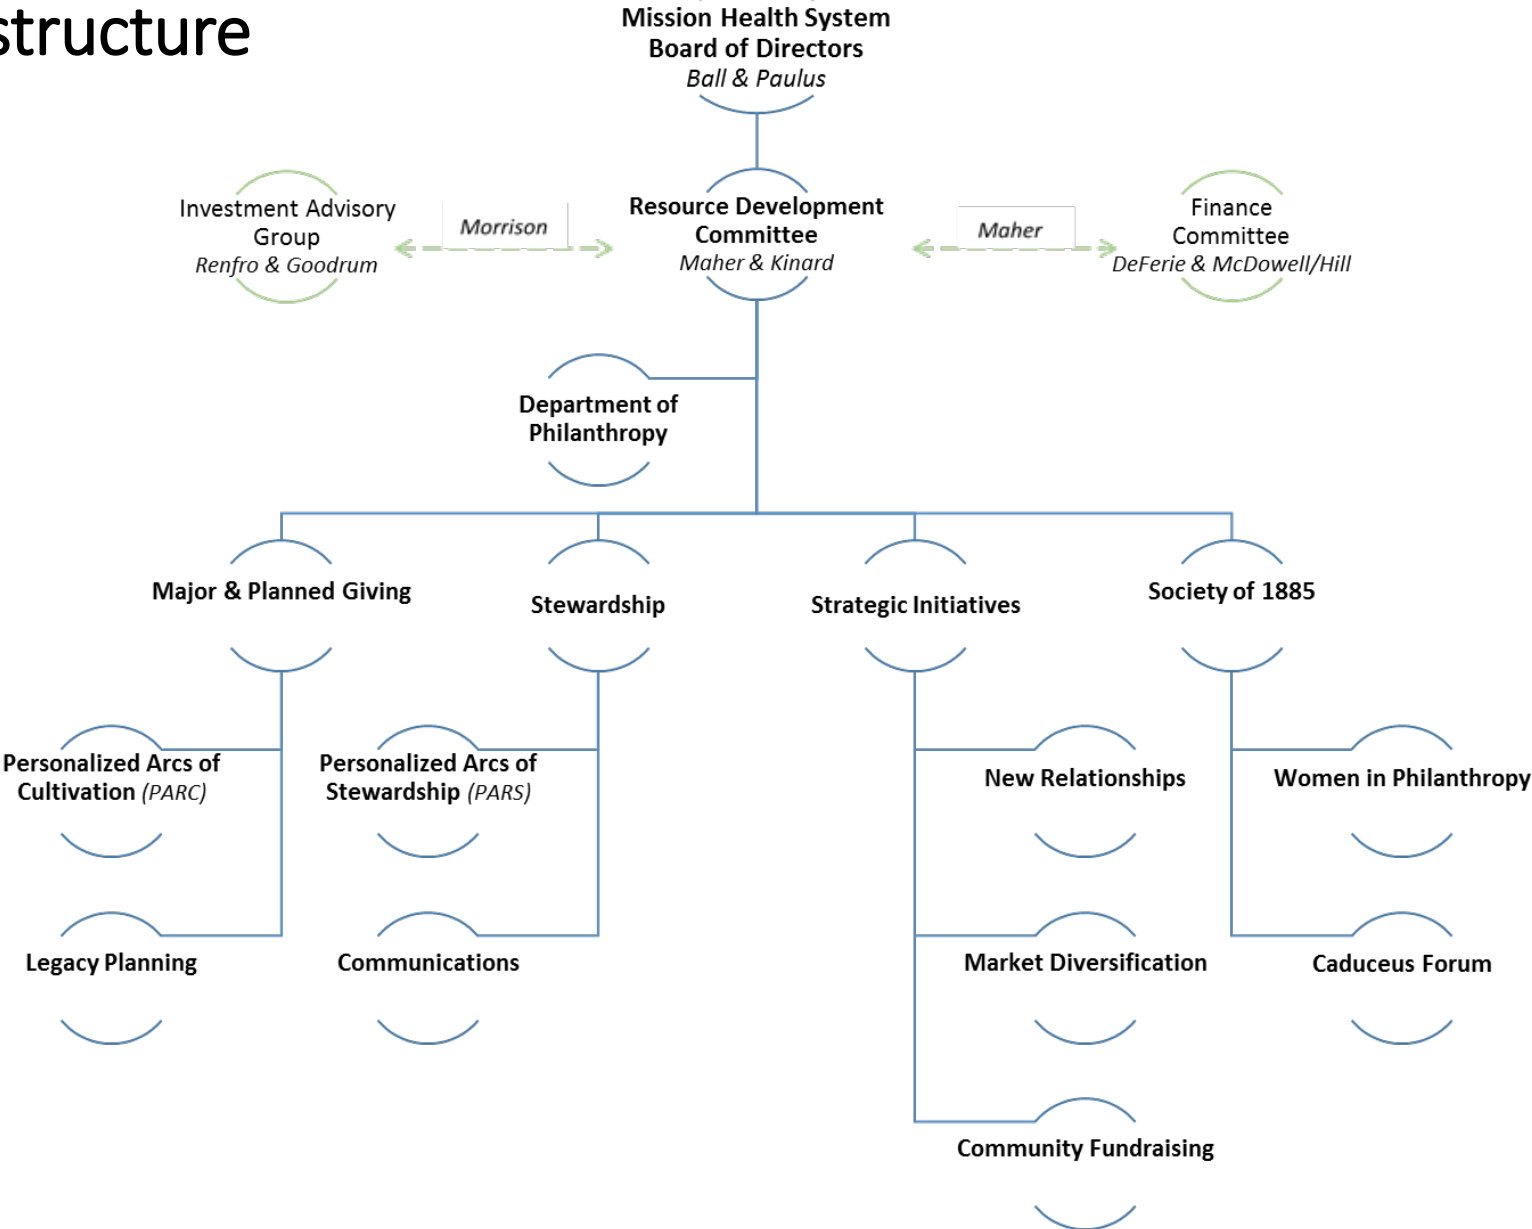 structure
Mission Health System
Board of Directors
Ball & Paulus
Investment Advisory
Group
Renfro & Goodrum
Morrison
Resource Development
Committee
Maher & Kinard
Maher
Finance
Committee
DeFerie & McDowell/Hill
Department of
Philanthropy
Major & Planned Giving
Stewardship
Strategic Initiatives
Society of 1885
Personalized Arcs of
Cultivation (PARC)
Personalized Arcs of
Stewardship (PARS)
New Relationships
Women in Philanthropy
Legacy Planning
Communications
Market Diversification
Caduceus Forum
Community Fundraising